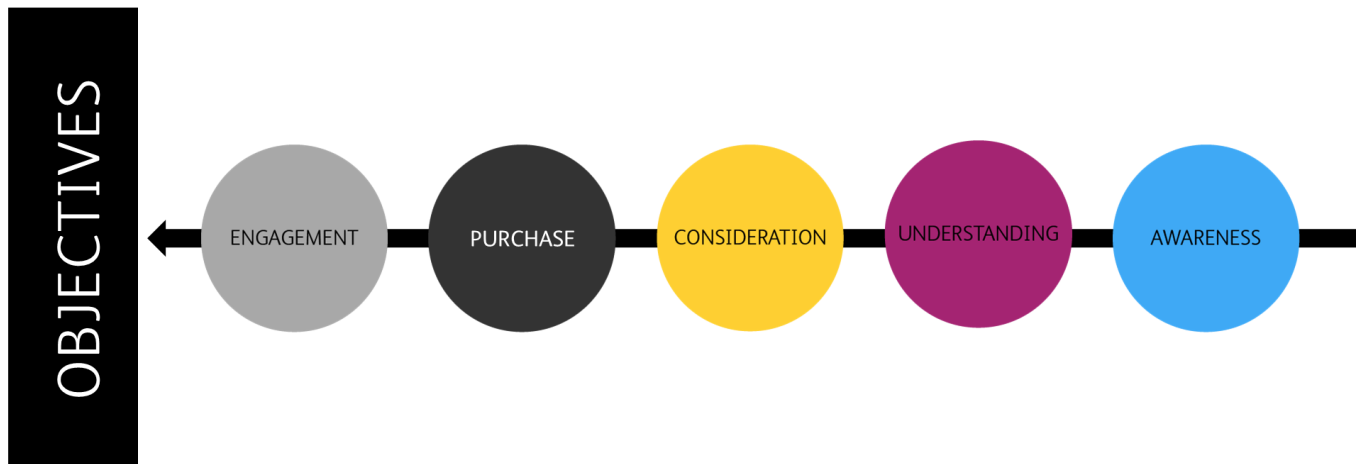 OBJECTIVES
ENGAGEMENT
PURCHASE
CONSIDERATION
UNDERSTANDING
AWARENESS